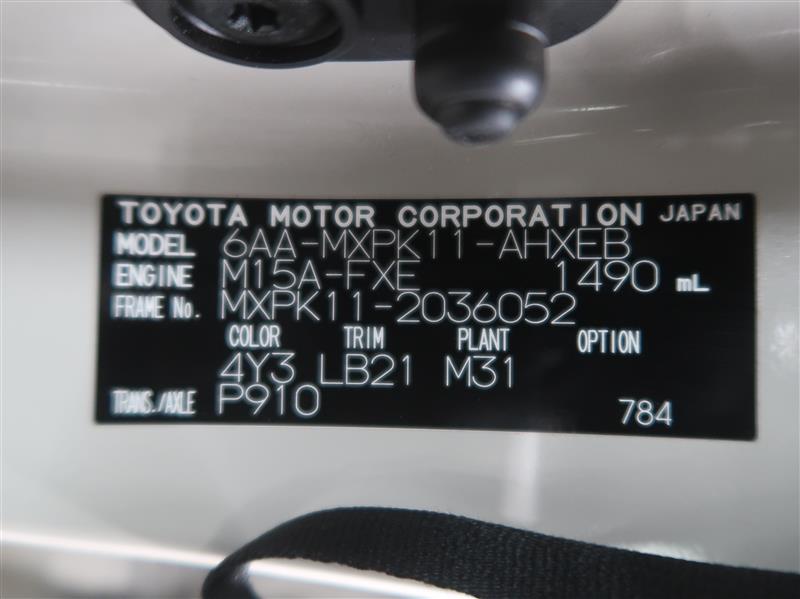 TOYOTA MOTOR CORPORATION JAPAN
MODEL 6AA-MXPK11-AHXEB
ENGINE M15A-FXE 1490 mL
FRAME No. MXPK11-2036052
COLOR TRIM PLANT OPTION
4Y3 LB21 M31
TRANS./AXLE P910 784